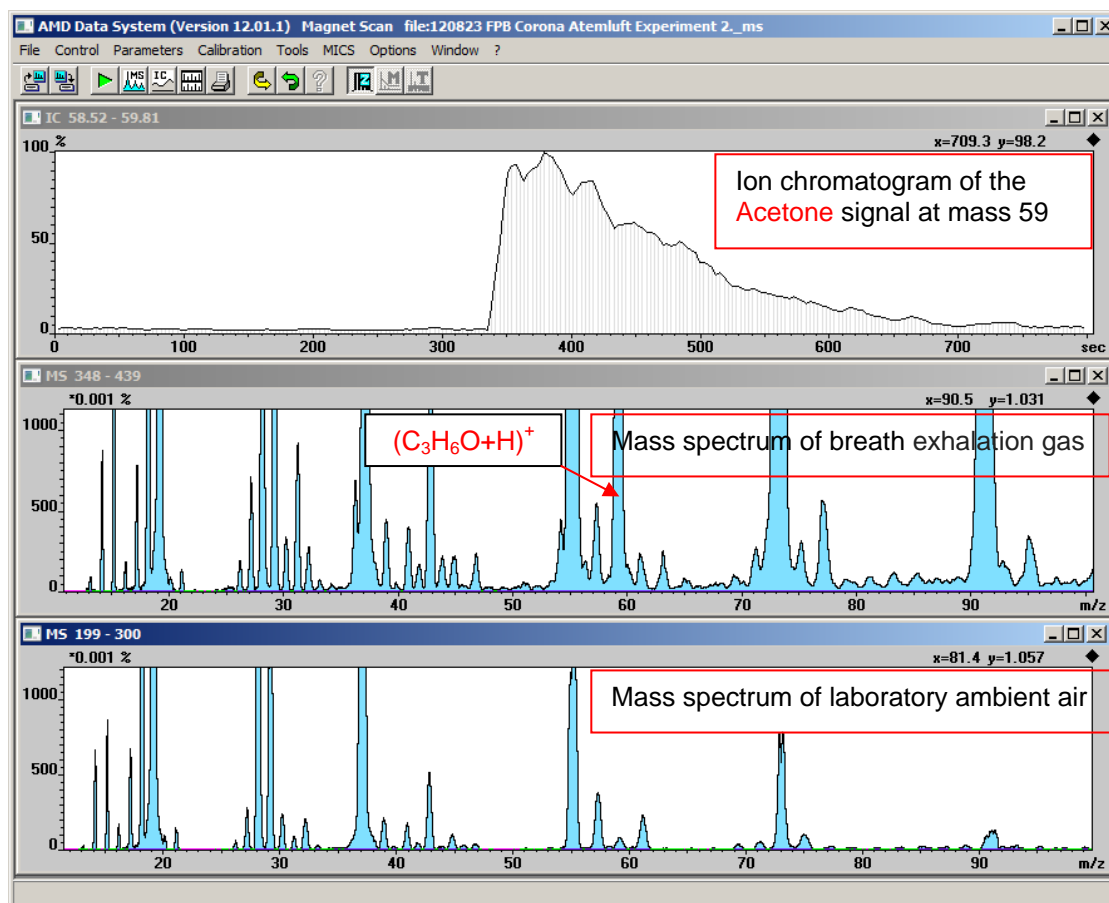 AMD Data System (Version 12.01.1) Magnet Scan file:120823 FPB Corona Atemluft Experiment 2._ms
File Control Parameters Calibration Tools MICS Options Window ?
MS IC
M T
IC 58.52 - 59.81
100 % x=709.3 y=98.2
Ion chromatogram of the
Acetone signal at mass 59
50
0
0 100 200 300 400 500 600 700 sec
MS 348 - 439
*0.001 % x=90.5 y=1.031
1000
(C₃H₆O+H)⁺ Mass spectrum of breath exhalation gas
500
0
20 30 40 50 60 70 80 90 m/z
MS 199 - 300
*0.001 % x=81.4 y=1.057
1000
Mass spectrum of laboratory ambient air
500
0
20 30 40 50 60 70 80 90 m/z